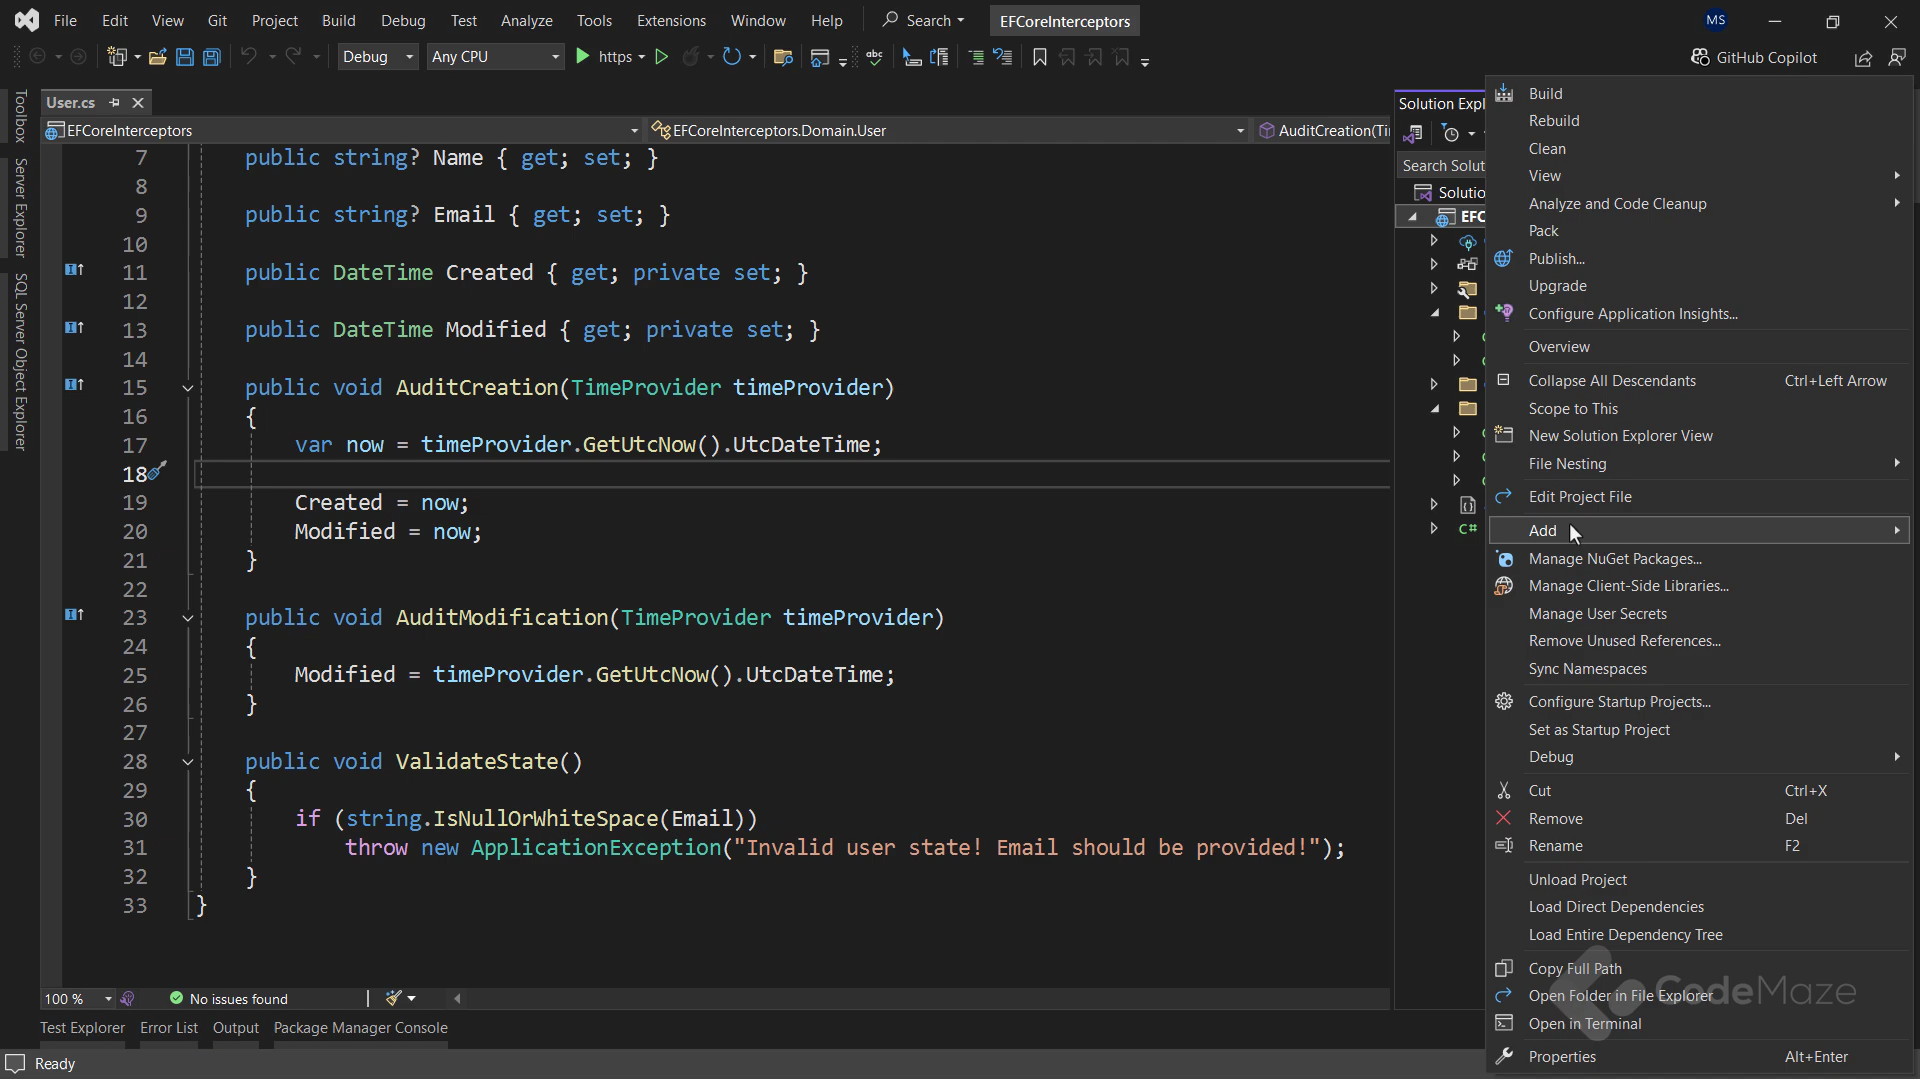 File Edit View Git Project Build Debug Test Analyze Tools Extensions Window Help Search EFCoreInterceptors MS
Debug Any CPU https abc GitHub Copilot
Toolbox
Server Explorer
SQL Server Object Explorer
User.cs
EFCoreInterceptors EFCoreInterceptors.Domain.User AuditCreation(Ti
7 public string? Name { get; set; }
8
9 public string? Email { get; set; }
10
11 public DateTime Created { get; private set; }
12
13 public DateTime Modified { get; private set; }
14
15 public void AuditCreation(TimeProvider timeProvider)
16 {
17 var now = timeProvider.GetUtcNow().UtcDateTime;
18
19 Created = now;
20 Modified = now;
21 }
22
23 public void AuditModification(TimeProvider timeProvider)
24 {
25 Modified = timeProvider.GetUtcNow().UtcDateTime;
26 }
27
28 public void ValidateState()
29 {
30 if (string.IsNullOrWhiteSpace(Email))
31 throw new ApplicationException("Invalid user state! Email should be provided!");
32 }
33 }
100 % No issues found
Test Explorer Error List Output Package Manager Console
Ready
Solution Expl
Search Solut
Solutio
EFC
C#
Build
Rebuild
Clean
View
Analyze and Code Cleanup
Pack
Publish...
Upgrade
Configure Application Insights...
Overview
Collapse All Descendants Ctrl+Left Arrow
Scope to This
New Solution Explorer View
File Nesting
Edit Project File
Add
Manage NuGet Packages...
Manage Client-Side Libraries...
Manage User Secrets
Remove Unused References...
Sync Namespaces
Configure Startup Projects...
Set as Startup Project
Debug
Cut Ctrl+X
Remove Del
Rename F2
Unload Project
Load Direct Dependencies
Load Entire Dependency Tree
Copy Full Path
Open Folder in File Explorer
Open in Terminal
Properties Alt+Enter
CodeMaze